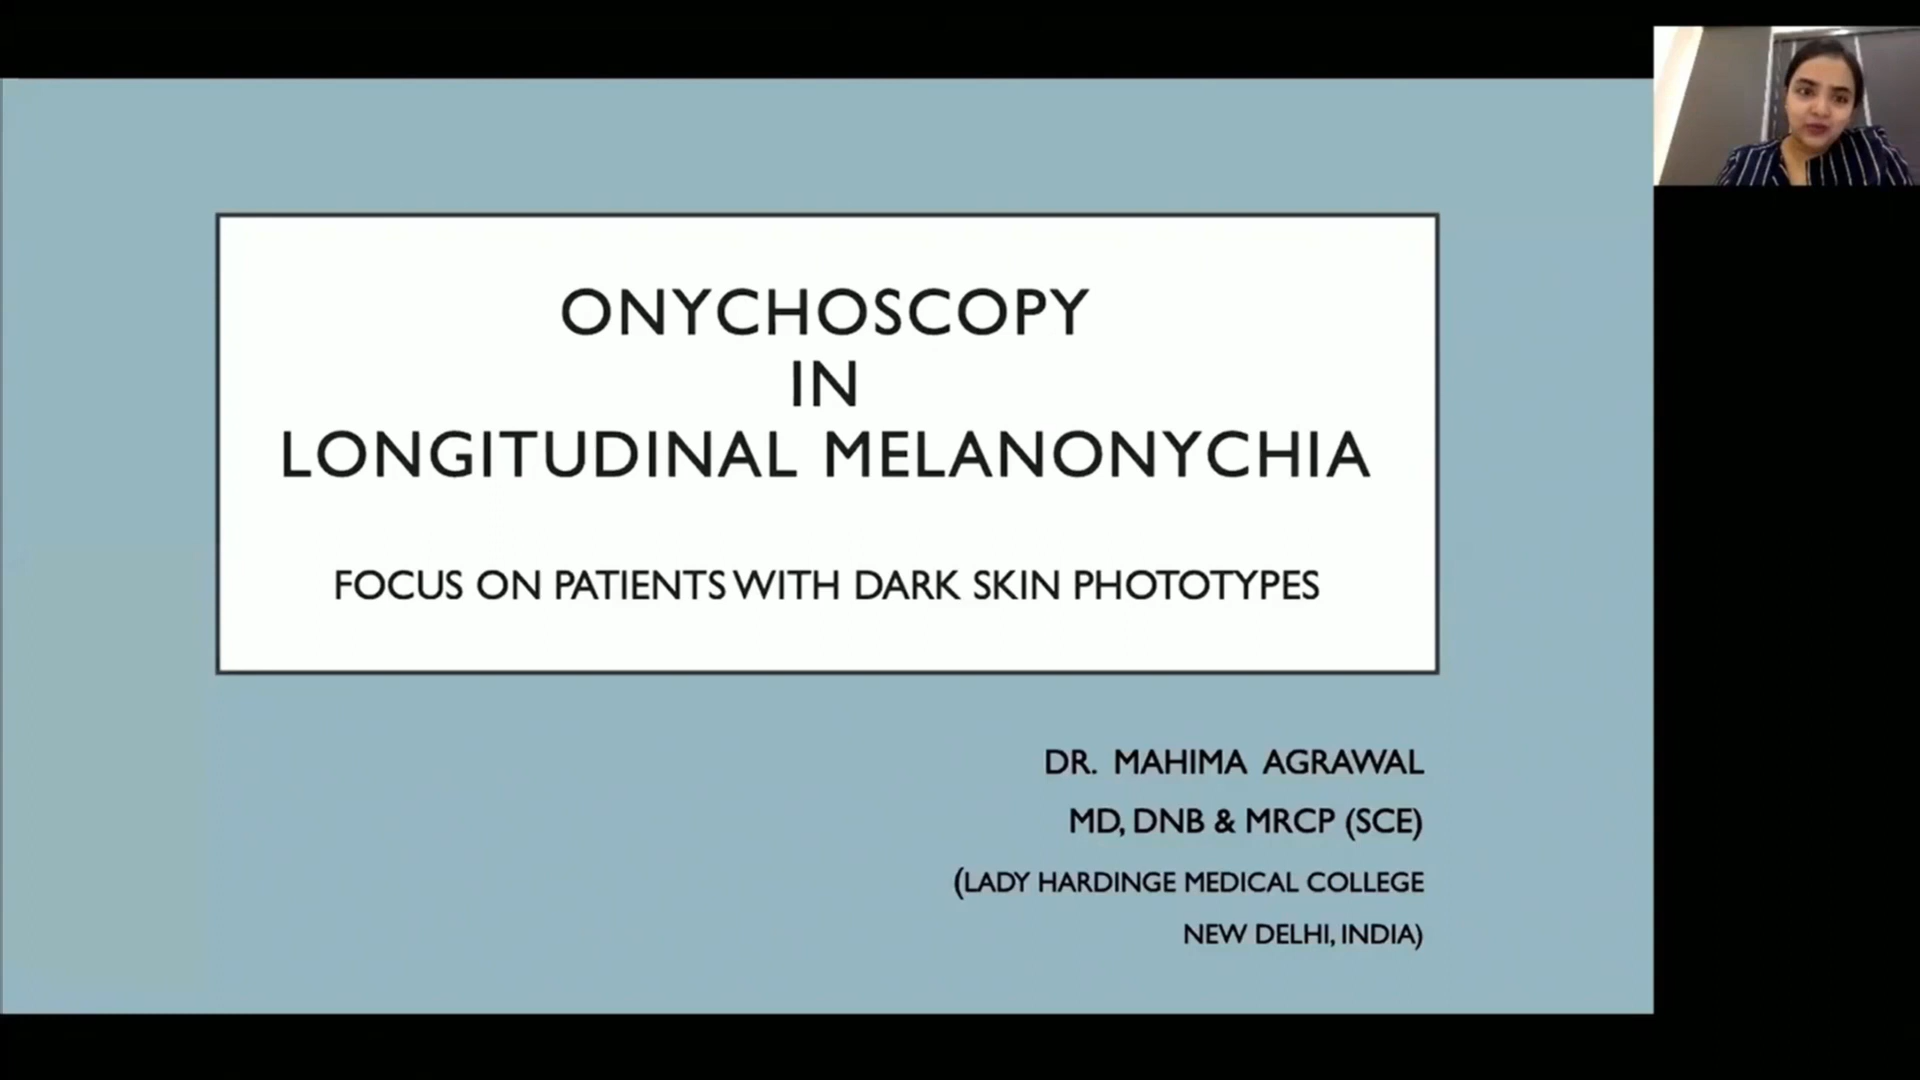 ONYCHOSCOPY
IN
LONGITUDINAL MELANONYCHIA
FOCUS ON PATIENTS WITH DARK SKIN PHOTOTYPES
DR. MAHIMA AGRAWAL
MD, DNB & MRCP (SCE)
(LADY HARDINGE MEDICAL COLLEGE
NEW DELHI, INDIA)